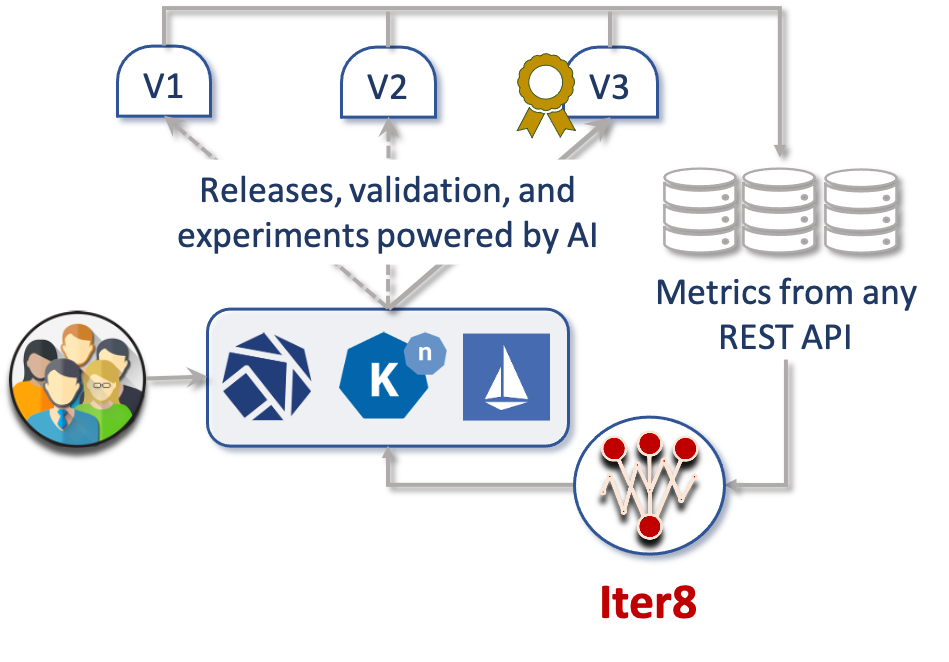 V1
V2
V3
Releases, validation, and
experiments powered by AI
Metrics from any
REST API
K
n
Iter8